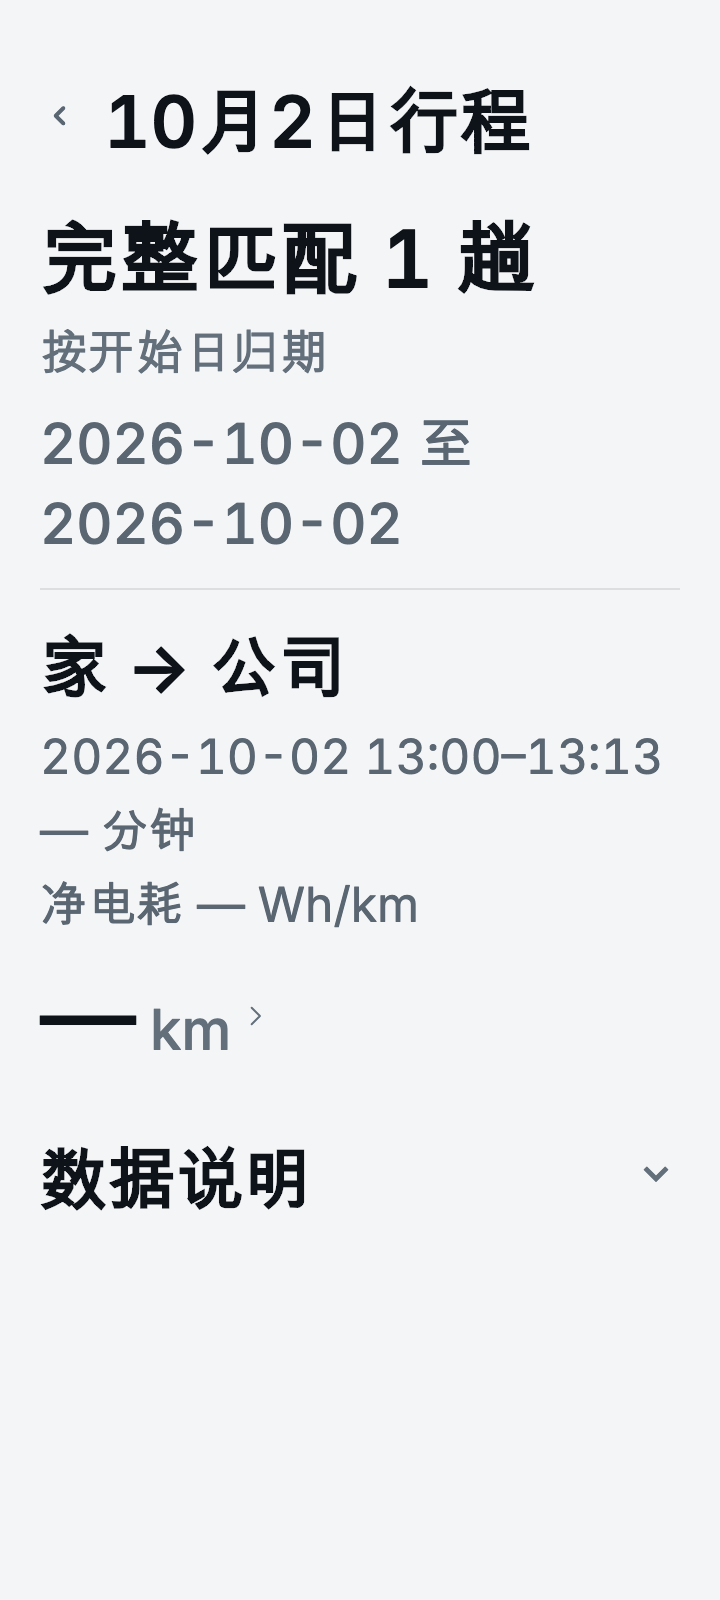 10月2日行程
完整匹配 1 趟
按开始日归期
2026-10-02 至
2026-10-02
家 → 公司
2026-10-02 13:00–13:13
— 分钟
净电耗 — Wh/km
— km
数据说明